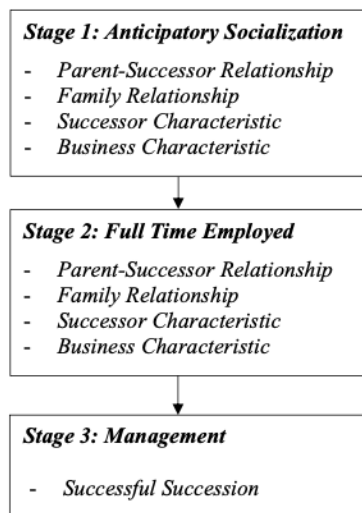 Stage 1: Anticipatory Socialization
- Parent-Successor Relationship
- Family Relationship
- Successor Characteristic
- Business Characteristic
Stage 2: Full Time Employed
- Parent-Successor Relationship
- Family Relationship
- Successor Characteristic
- Business Characteristic
Stage 3: Management
- Successful Succession